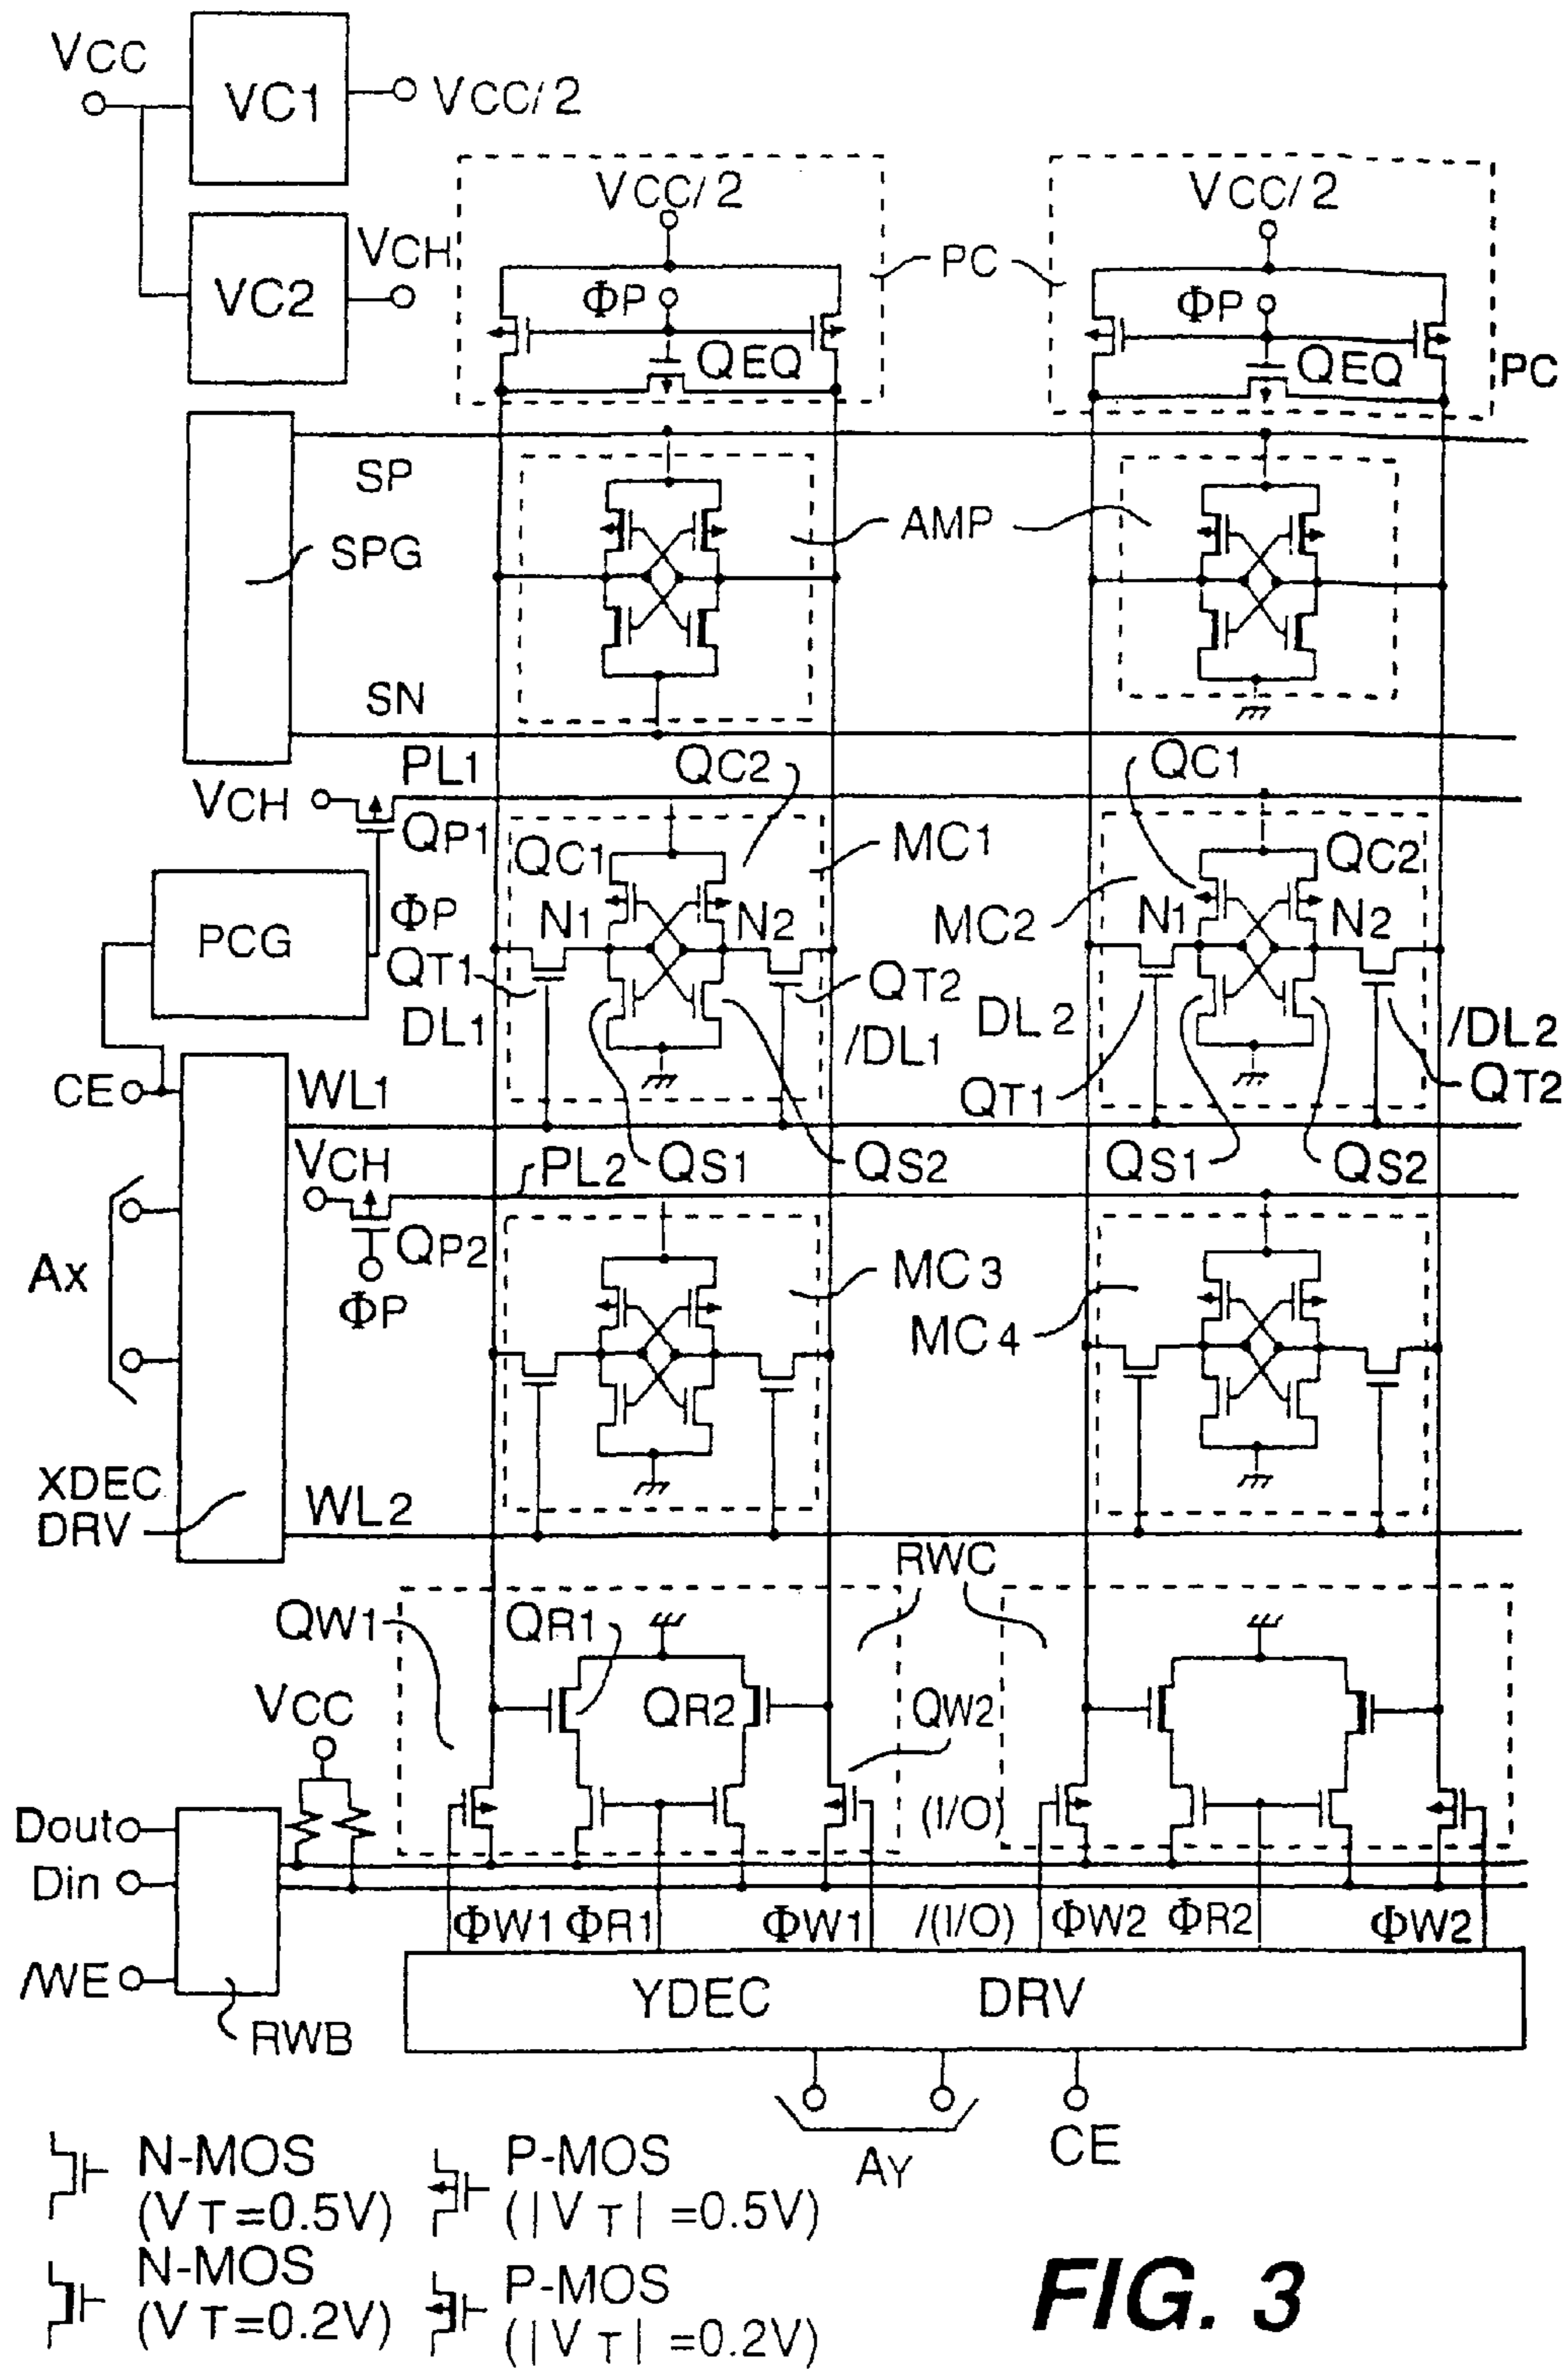 VCC
VC1
VCC/2
VC2
VCH
VCC/2
VCC/2
PC
ΦP
ΦP
QEQ
QEQ
PC
SP
SPG
AMP
SN
PL1
QC2
QC1
VCH
QP1
QC1
MC1
QC2
PCG
ΦP
N1
N2
MC2
N1
N2
QT1
QT2
DL1
/DL1
DL2
/DL2
CE
WL1
QT1
QT2
VCH
PL2
QS1
QS2
QS1
QS2
AX
QP2
MC3
ΦP
MC4
XDEC
DRV
WL2
RWC
QW1
QR1
VCC
QR2
QW2
Dout
(I/O)
Din
ΦW1
ΦR1
ΦW1
/(I/O)
ΦW2
ΦR2
ΦW2
/WE
YDEC
DRV
RWB
AY
CE
N-MOS
(VT=0.5V)
P-MOS
(|VT|=0.5V)
N-MOS
(VT=0.2V)
P-MOS
(|VT|=0.2V)
FIG. 3